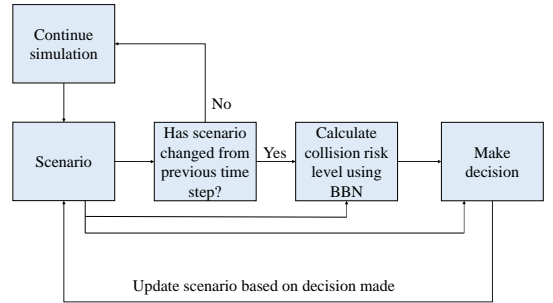 Continue
simulation
No
Scenario
Has scenario
changed from
previous time
step?
Yes
Calculate
collision risk
level using
BBN
Make
decision
Update scenario based on decision made